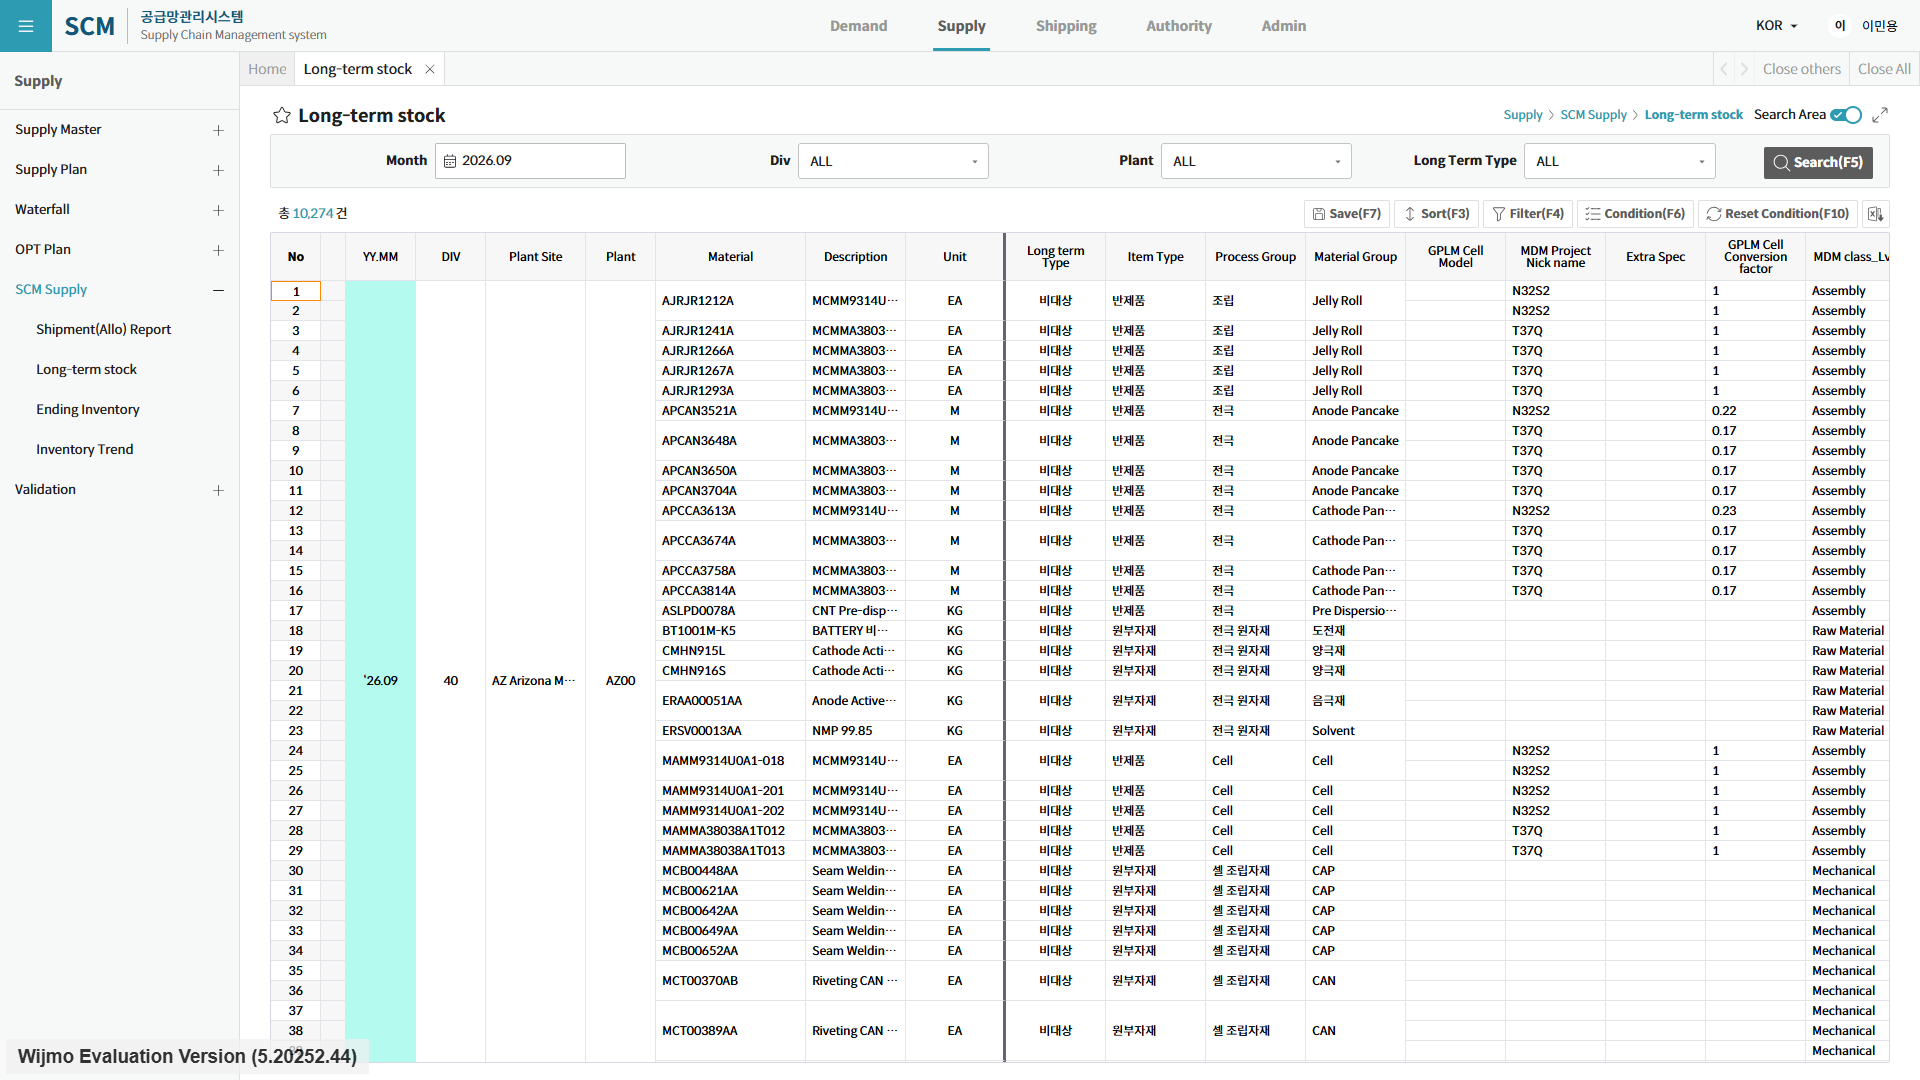 SCM 공급망관리시스템
Supply Chain Management system
Demand Supply Shipping Authority Admin
KOR 이 이민용
Supply
Home Long-term stock
Close others Close All
Supply Master
Supply Plan
Waterfall
OPT Plan
SCM Supply
Shipment(Allo) Report
Long-term stock
Ending Inventory
Inventory Trend
Validation
Long-term stock
Supply > SCM Supply > Long-term stock Search Area
Month 2026.09 Div ALL Plant ALL Long Term Type ALL Search(F5)
총 10,274 건
Save(F7) Sort(F3) Filter(F4) Condition(F6) Reset Condition(F10)
No YY.MM DIV Plant Site Plant Material Description Unit Long term Type Item Type Process Group Material Group GPLM Cell Model MDM Project Nick name Extra Spec GPLM Cell Conversion factor MDM class_Lv
'26.09 40 AZ Arizona M··· AZ00
1 AJRJR1212A MCMM9314U··· EA 비대상 반제품 조립 Jelly Roll N32S2 1 Assembly
2 N32S2 1 Assembly
3 AJRJR1241A MCMMA3803··· EA 비대상 반제품 조립 Jelly Roll T37Q 1 Assembly
4 AJRJR1266A MCMMA3803··· EA 비대상 반제품 조립 Jelly Roll T37Q 1 Assembly
5 AJRJR1267A MCMMA3803··· EA 비대상 반제품 조립 Jelly Roll T37Q 1 Assembly
6 AJRJR1293A MCMMA3803··· EA 비대상 반제품 조립 Jelly Roll T37Q 1 Assembly
7 APCAN3521A MCMM9314U··· M 비대상 반제품 전극 Anode Pancake N32S2 0.22 Assembly
8 APCAN3648A MCMMA3803··· M 비대상 반제품 전극 Anode Pancake T37Q 0.17 Assembly
9 T37Q 0.17 Assembly
10 APCAN3650A MCMMA3803··· M 비대상 반제품 전극 Anode Pancake T37Q 0.17 Assembly
11 APCAN3704A MCMMA3803··· M 비대상 반제품 전극 Anode Pancake T37Q 0.17 Assembly
12 APCCA3613A MCMM9314U··· M 비대상 반제품 전극 Cathode Pan··· N32S2 0.23 Assembly
13 APCCA3674A MCMMA3803··· M 비대상 반제품 전극 Cathode Pan··· T37Q 0.17 Assembly
14 T37Q 0.17 Assembly
15 APCCA3758A MCMMA3803··· M 비대상 반제품 전극 Cathode Pan··· T37Q 0.17 Assembly
16 APCCA3814A MCMMA3803··· M 비대상 반제품 전극 Cathode Pan··· T37Q 0.17 Assembly
17 ASLPD0078A CNT Pre-disp··· KG 비대상 반제품 전극 Pre Dispersio··· Assembly
18 BT1001M-K5 BATTERY 비··· KG 비대상 원부자재 전극 원자재 도전재 Raw Material
19 CMHN915L Cathode Acti··· KG 비대상 원부자재 전극 원자재 양극재 Raw Material
20 CMHN916S Cathode Acti··· KG 비대상 원부자재 전극 원자재 양극재 Raw Material
21 ERAA00051AA Anode Active··· KG 비대상 원부자재 전극 원자재 음극재 Raw Material
22 Raw Material
23 ERSV00013AA NMP 99.85 KG 비대상 원부자재 전극 원자재 Solvent Raw Material
24 MAMM9314U0A1-018 MCMM9314U··· EA 비대상 반제품 Cell Cell N32S2 1 Assembly
25 N32S2 1 Assembly
26 MAMM9314U0A1-201 MCMM9314U··· EA 비대상 반제품 Cell Cell N32S2 1 Assembly
27 MAMM9314U0A1-202 MCMM9314U··· EA 비대상 반제품 Cell Cell N32S2 1 Assembly
28 MAMMA38038A1T012 MCMMA3803··· EA 비대상 반제품 Cell Cell T37Q 1 Assembly
29 MAMMA38038A1T013 MCMMA3803··· EA 비대상 반제품 Cell Cell T37Q 1 Assembly
30 MCB00448AA Seam Weldin··· EA 비대상 원부자재 셀 조립자재 CAP Mechanical
31 MCB00621AA Seam Weldin··· EA 비대상 원부자재 셀 조립자재 CAP Mechanical
32 MCB00642AA Seam Weldin··· EA 비대상 원부자재 셀 조립자재 CAP Mechanical
33 MCB00649AA Seam Weldin··· EA 비대상 원부자재 셀 조립자재 CAP Mechanical
34 MCB00652AA Seam Weldin··· EA 비대상 원부자재 셀 조립자재 CAP Mechanical
35 MCT00370AB Riveting CAN ··· EA 비대상 원부자재 셀 조립자재 CAN Mechanical
36 Mechanical
37 Mechanical
38 MCT00389AA Riveting CAN ··· EA 비대상 원부자재 셀 조립자재 CAN Mechanical
Mechanical
Wijmo Evaluation Version (5.20252.44)